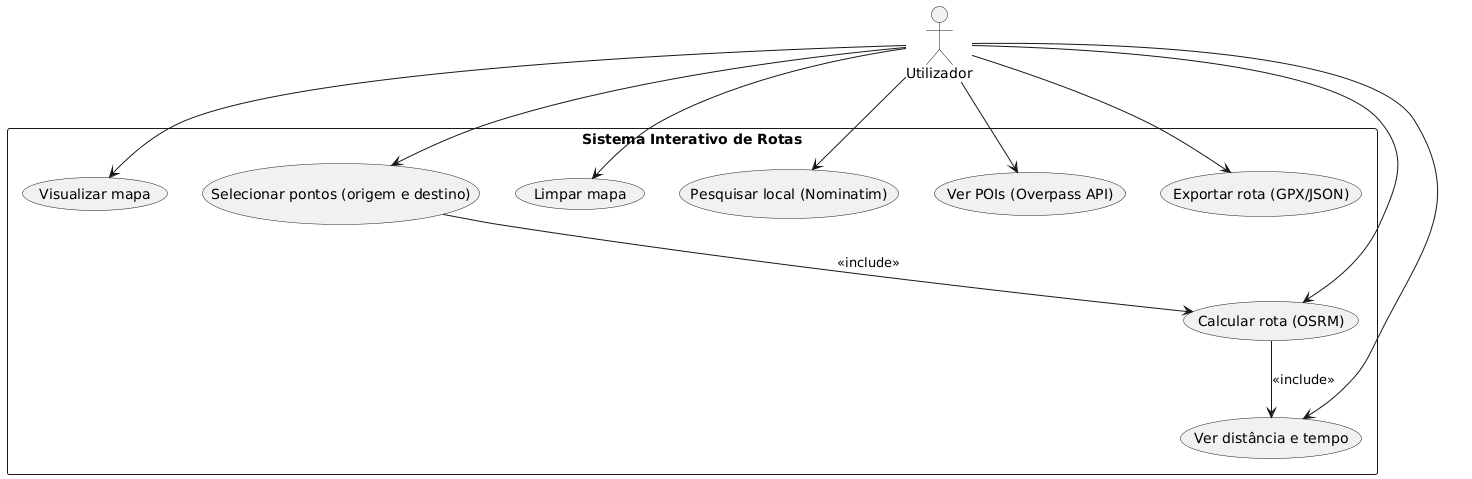 Utilizador
Sistema Interativo de Rotas
Visualizar mapa
Selecionar pontos (origem e destino)
Limpar mapa
Pesquisar local (Nominatim)
Ver POIs (Overpass API)
Exportar rota (GPX/JSON)
«include»
Calcular rota (OSRM)
«include»
Ver distância e tempo